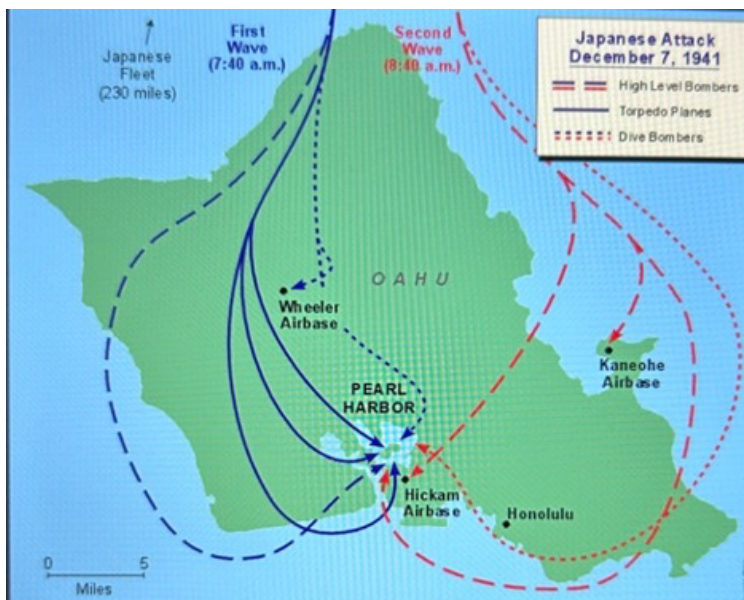 Japanese
Fleet
(230 miles)
First
Wave
(7:40 a.m.)
Second
Wave
(8:40 a.m.)
Japanese Attack
December 7, 1941
High Level Bombers
Torpedo Planes
Dive Bombers
OAHU
Wheeler
Airbase
Kaneohe
Airbase
PEARL
HARBOR
Hickam
Airbase
Honolulu
0 5
Miles